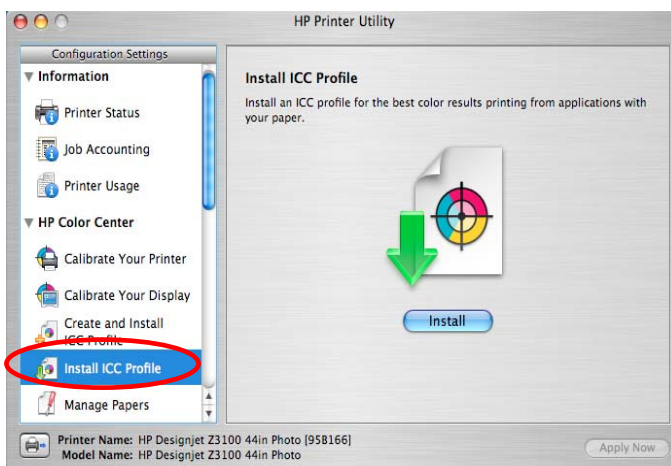 HP Printer Utility
Configuration Settings
Information
Printer Status
Job Accounting
Printer Usage
HP Color Center
Calibrate Your Printer
Calibrate Your Display
Create and Install
ICC Profile
Install ICC Profile
Manage Papers
Install ICC Profile
Install an ICC profile for the best color results printing from applications with
your paper.
Install
Printer Name: HP Designjet Z3100 44in Photo [95B166]
Model Name: HP Designjet Z3100 44in Photo
Apply Now